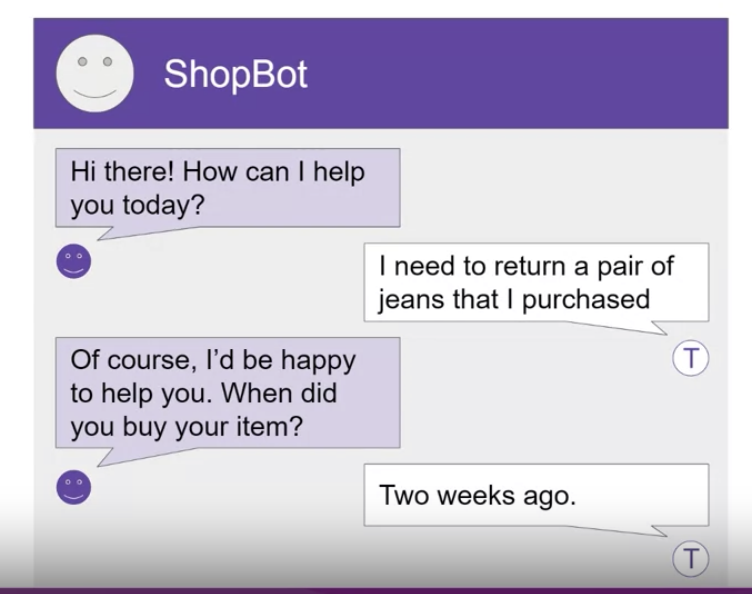 ShopBot
Hi there! How can I help
you today?
I need to return a pair of
jeans that I purchased
T
Of course, I’d be happy
to help you. When did
you buy your item?
Two weeks ago.
T